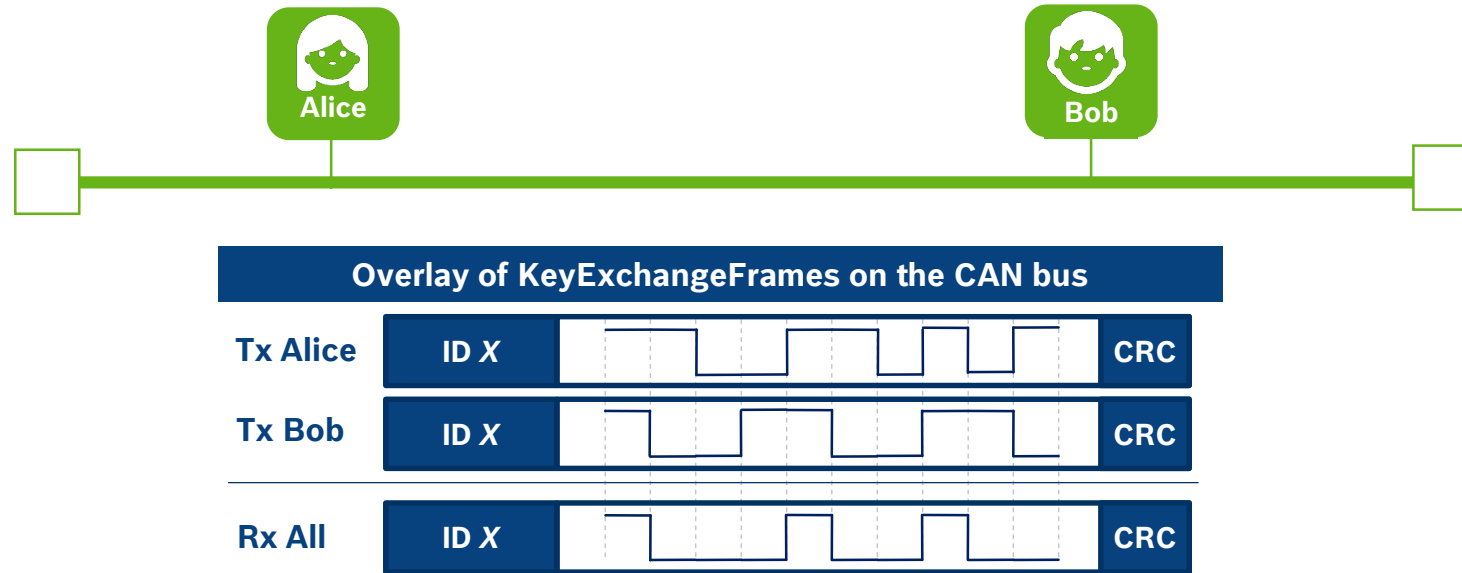 Alice
Bob
Overlay of KeyExchangeFrames on the CAN bus
Tx Alice ID X CRC
Tx Bob ID X CRC
Rx All ID X CRC